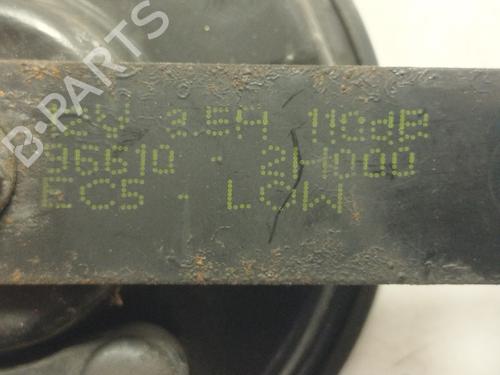 B-PARTS
12V 3.5A 110dB
96610 - 2H000
EC5 - LOW